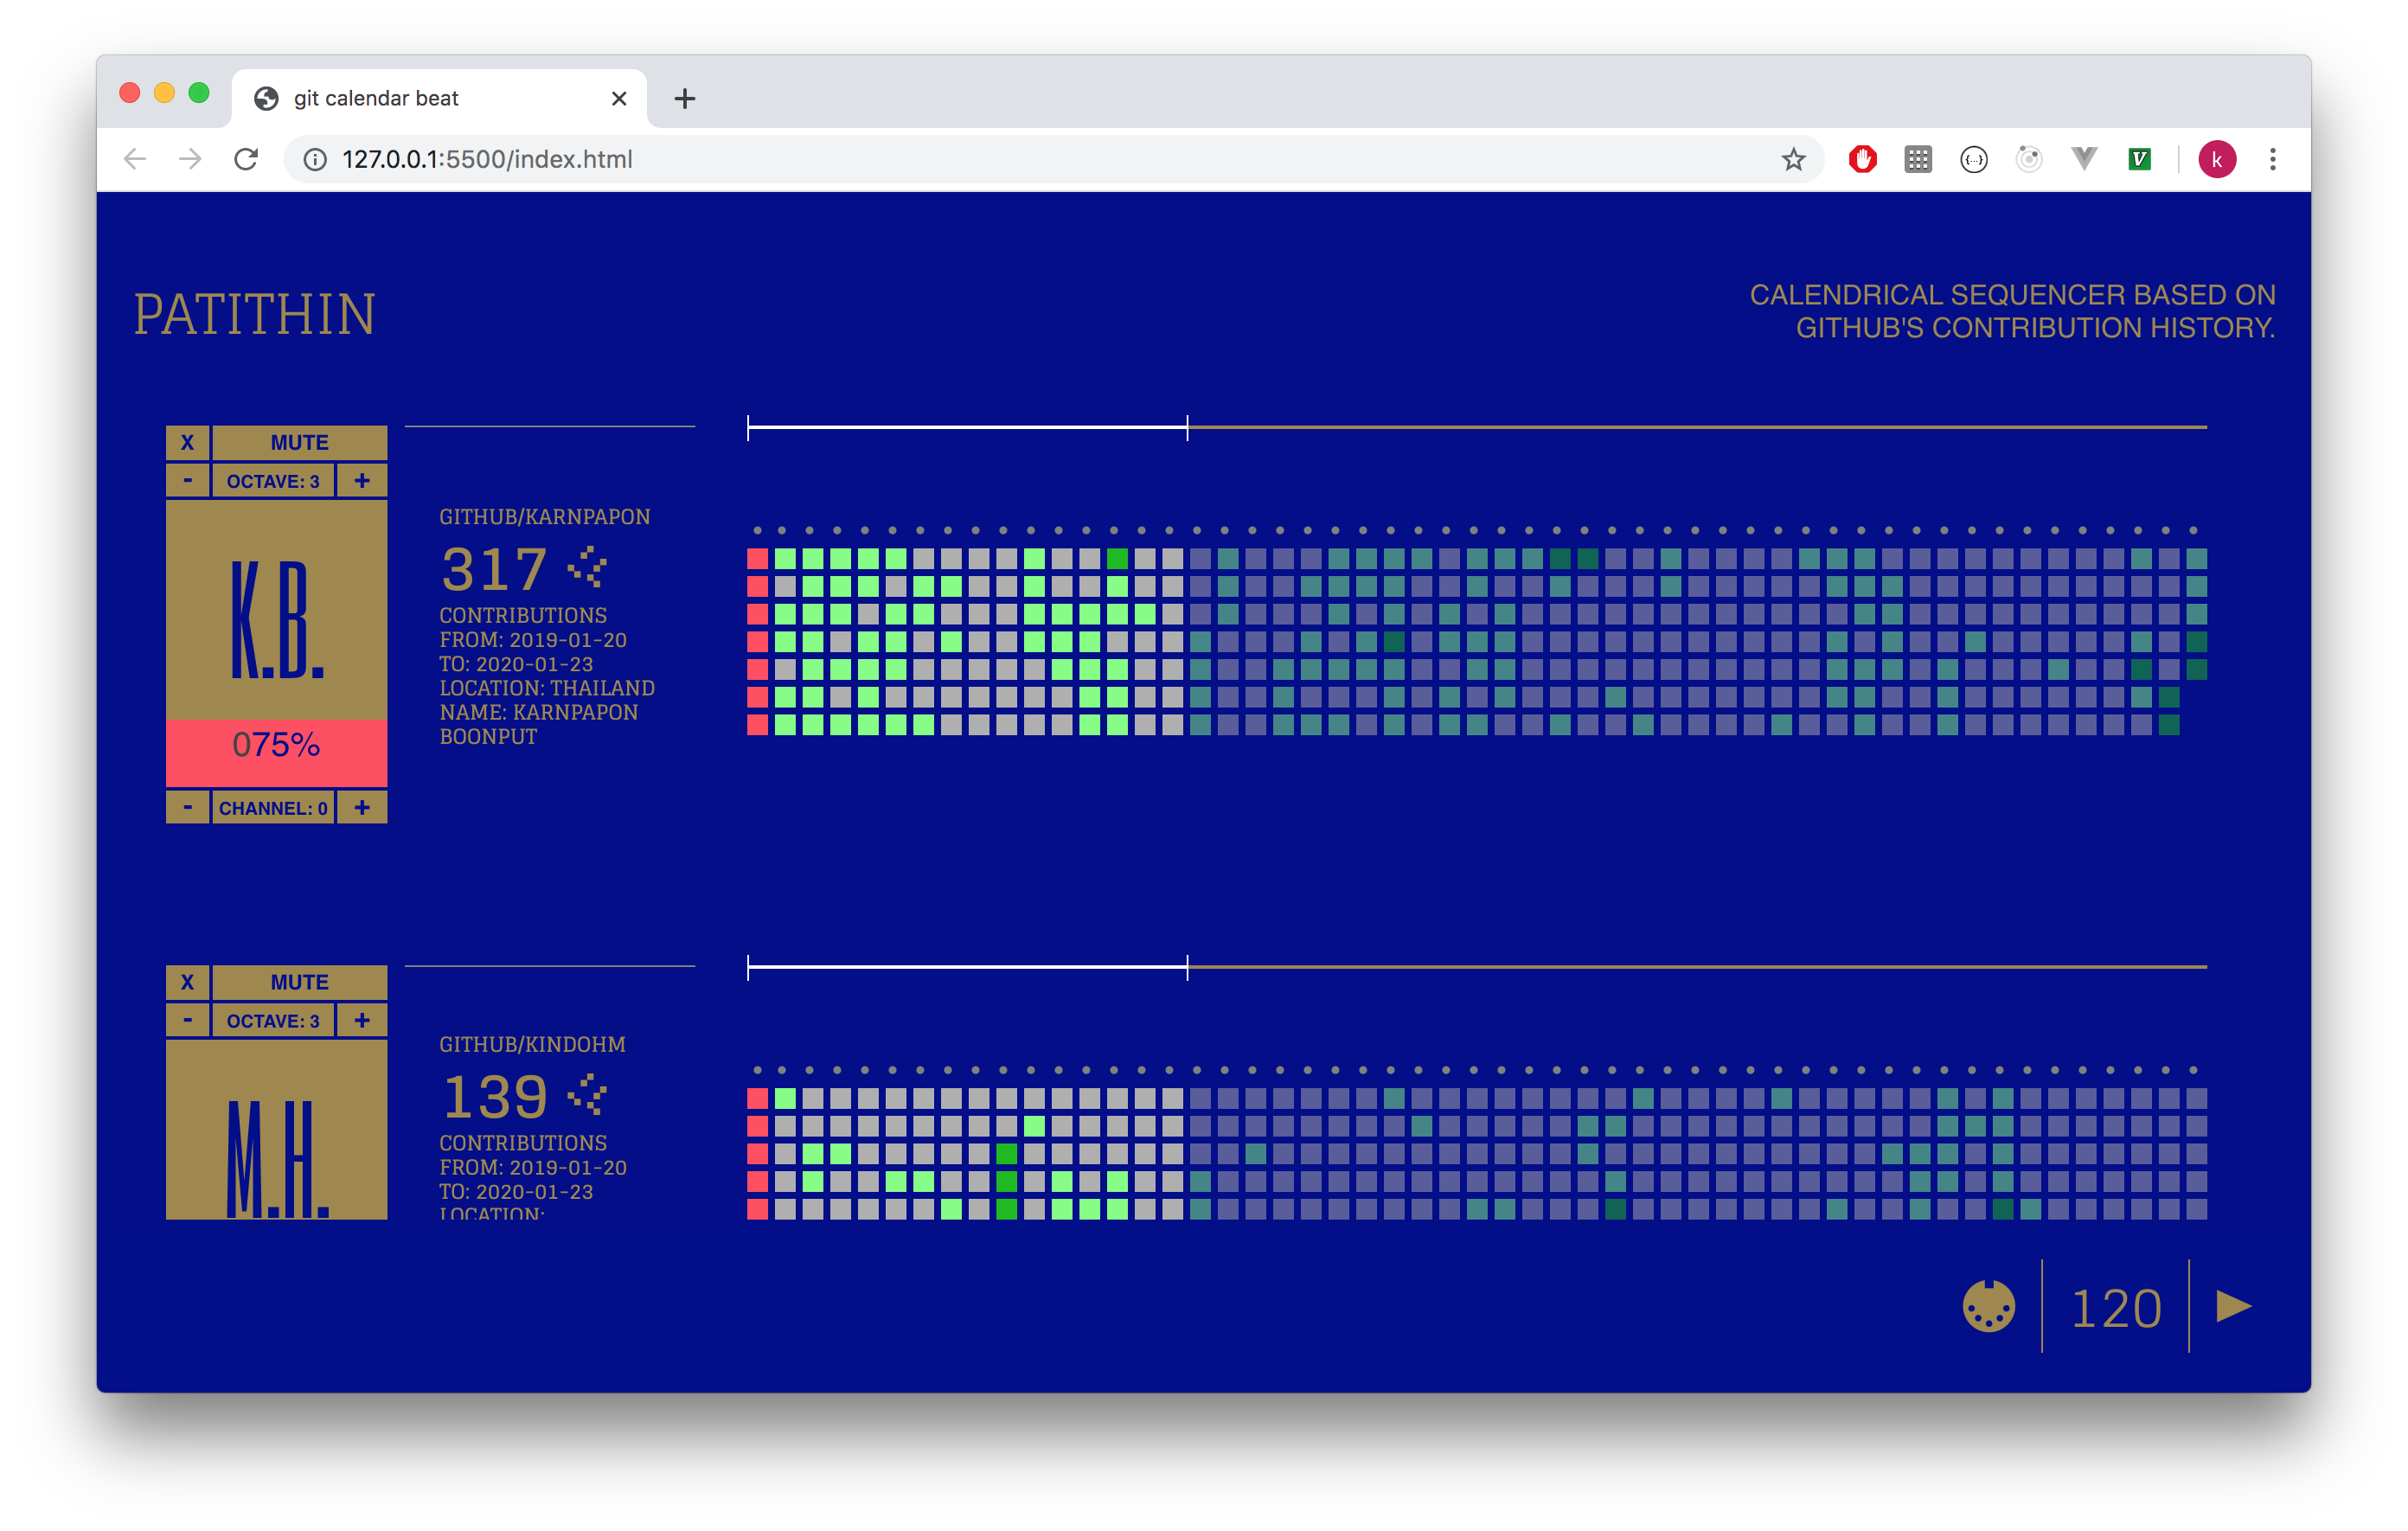 git calendar beat
127.0.0.1:5500/index.html
k
PATITHIN
CALENDRICAL SEQUENCER BASED ON
GITHUB'S CONTRIBUTION HISTORY.
X MUTE
- OCTAVE: 3 +
K.B.
075%
- CHANNEL: 0 +
GITHUB/KARNPAPON
317
CONTRIBUTIONS
FROM: 2019-01-20
TO: 2020-01-23
LOCATION: THAILAND
NAME: KARNPAPON
BOONPUT
X MUTE
- OCTAVE: 3 +
M.H.
GITHUB/KINDOHM
139
CONTRIBUTIONS
FROM: 2019-01-20
TO: 2020-01-23
LOCATION:
120